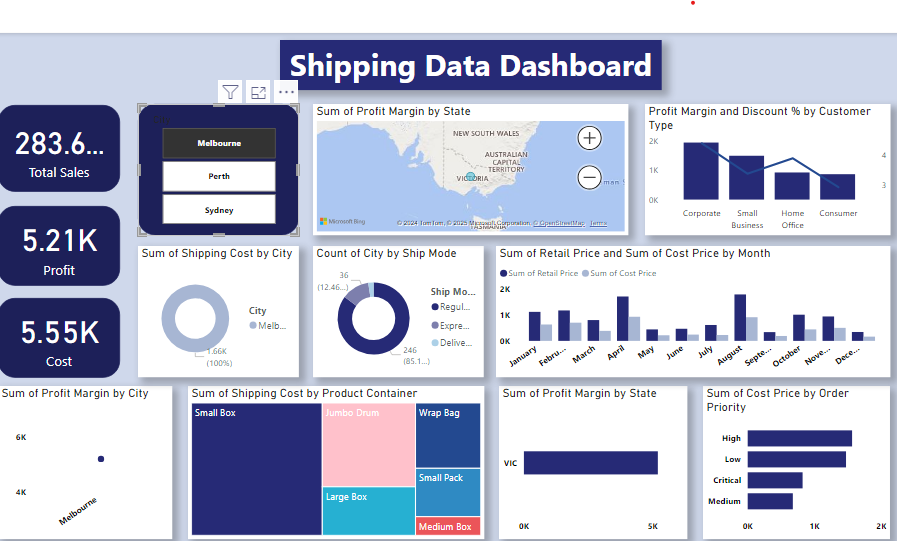 Shipping Data Dashboard
283.6...
Total Sales
5.21K
Profit
5.55K
Cost
Melbourne
Perth
Sydney
Sum of Profit Margin by State
NEW SOUTH WALES
AUSTRALIAN
CAPITAL
TERRITORY
VICTORIA
man S
TASMANIA
Microsoft Bing
© 2024 TomTom, © 2025 Microsoft Corporation, © OpenStreetMap Terms
Profit Margin and Discount % by Customer
Type
2K
1K
0K
4
3
Corporate
Small
Business
Home
Office
Consumer
Sum of Shipping Cost by City
City
Melb...
1.66K
(100%)
Count of City by Ship Mode
36
(12.46...)
Ship Mo...
Regul...
Expre...
Delive...
246
(85.1...)
Sum of Retail Price and Sum of Cost Price by Month
Sum of Retail Price
Sum of Cost Price
2K
1K
0K
January
Febru...
March
April
May
June
July
August
Septe...
October
Nove...
Dece...
Sum of Profit Margin by City
6K
4K
Melbourne
Sum of Shipping Cost by Product Container
Small Box
Jumbo Drum
Large Box
Wrap Bag
Small Pack
Medium Box
Sum of Profit Margin by State
VIC
0K
5K
Sum of Cost Price by Order
Priority
High
Low
Critical
Medium
0K
1K
2K